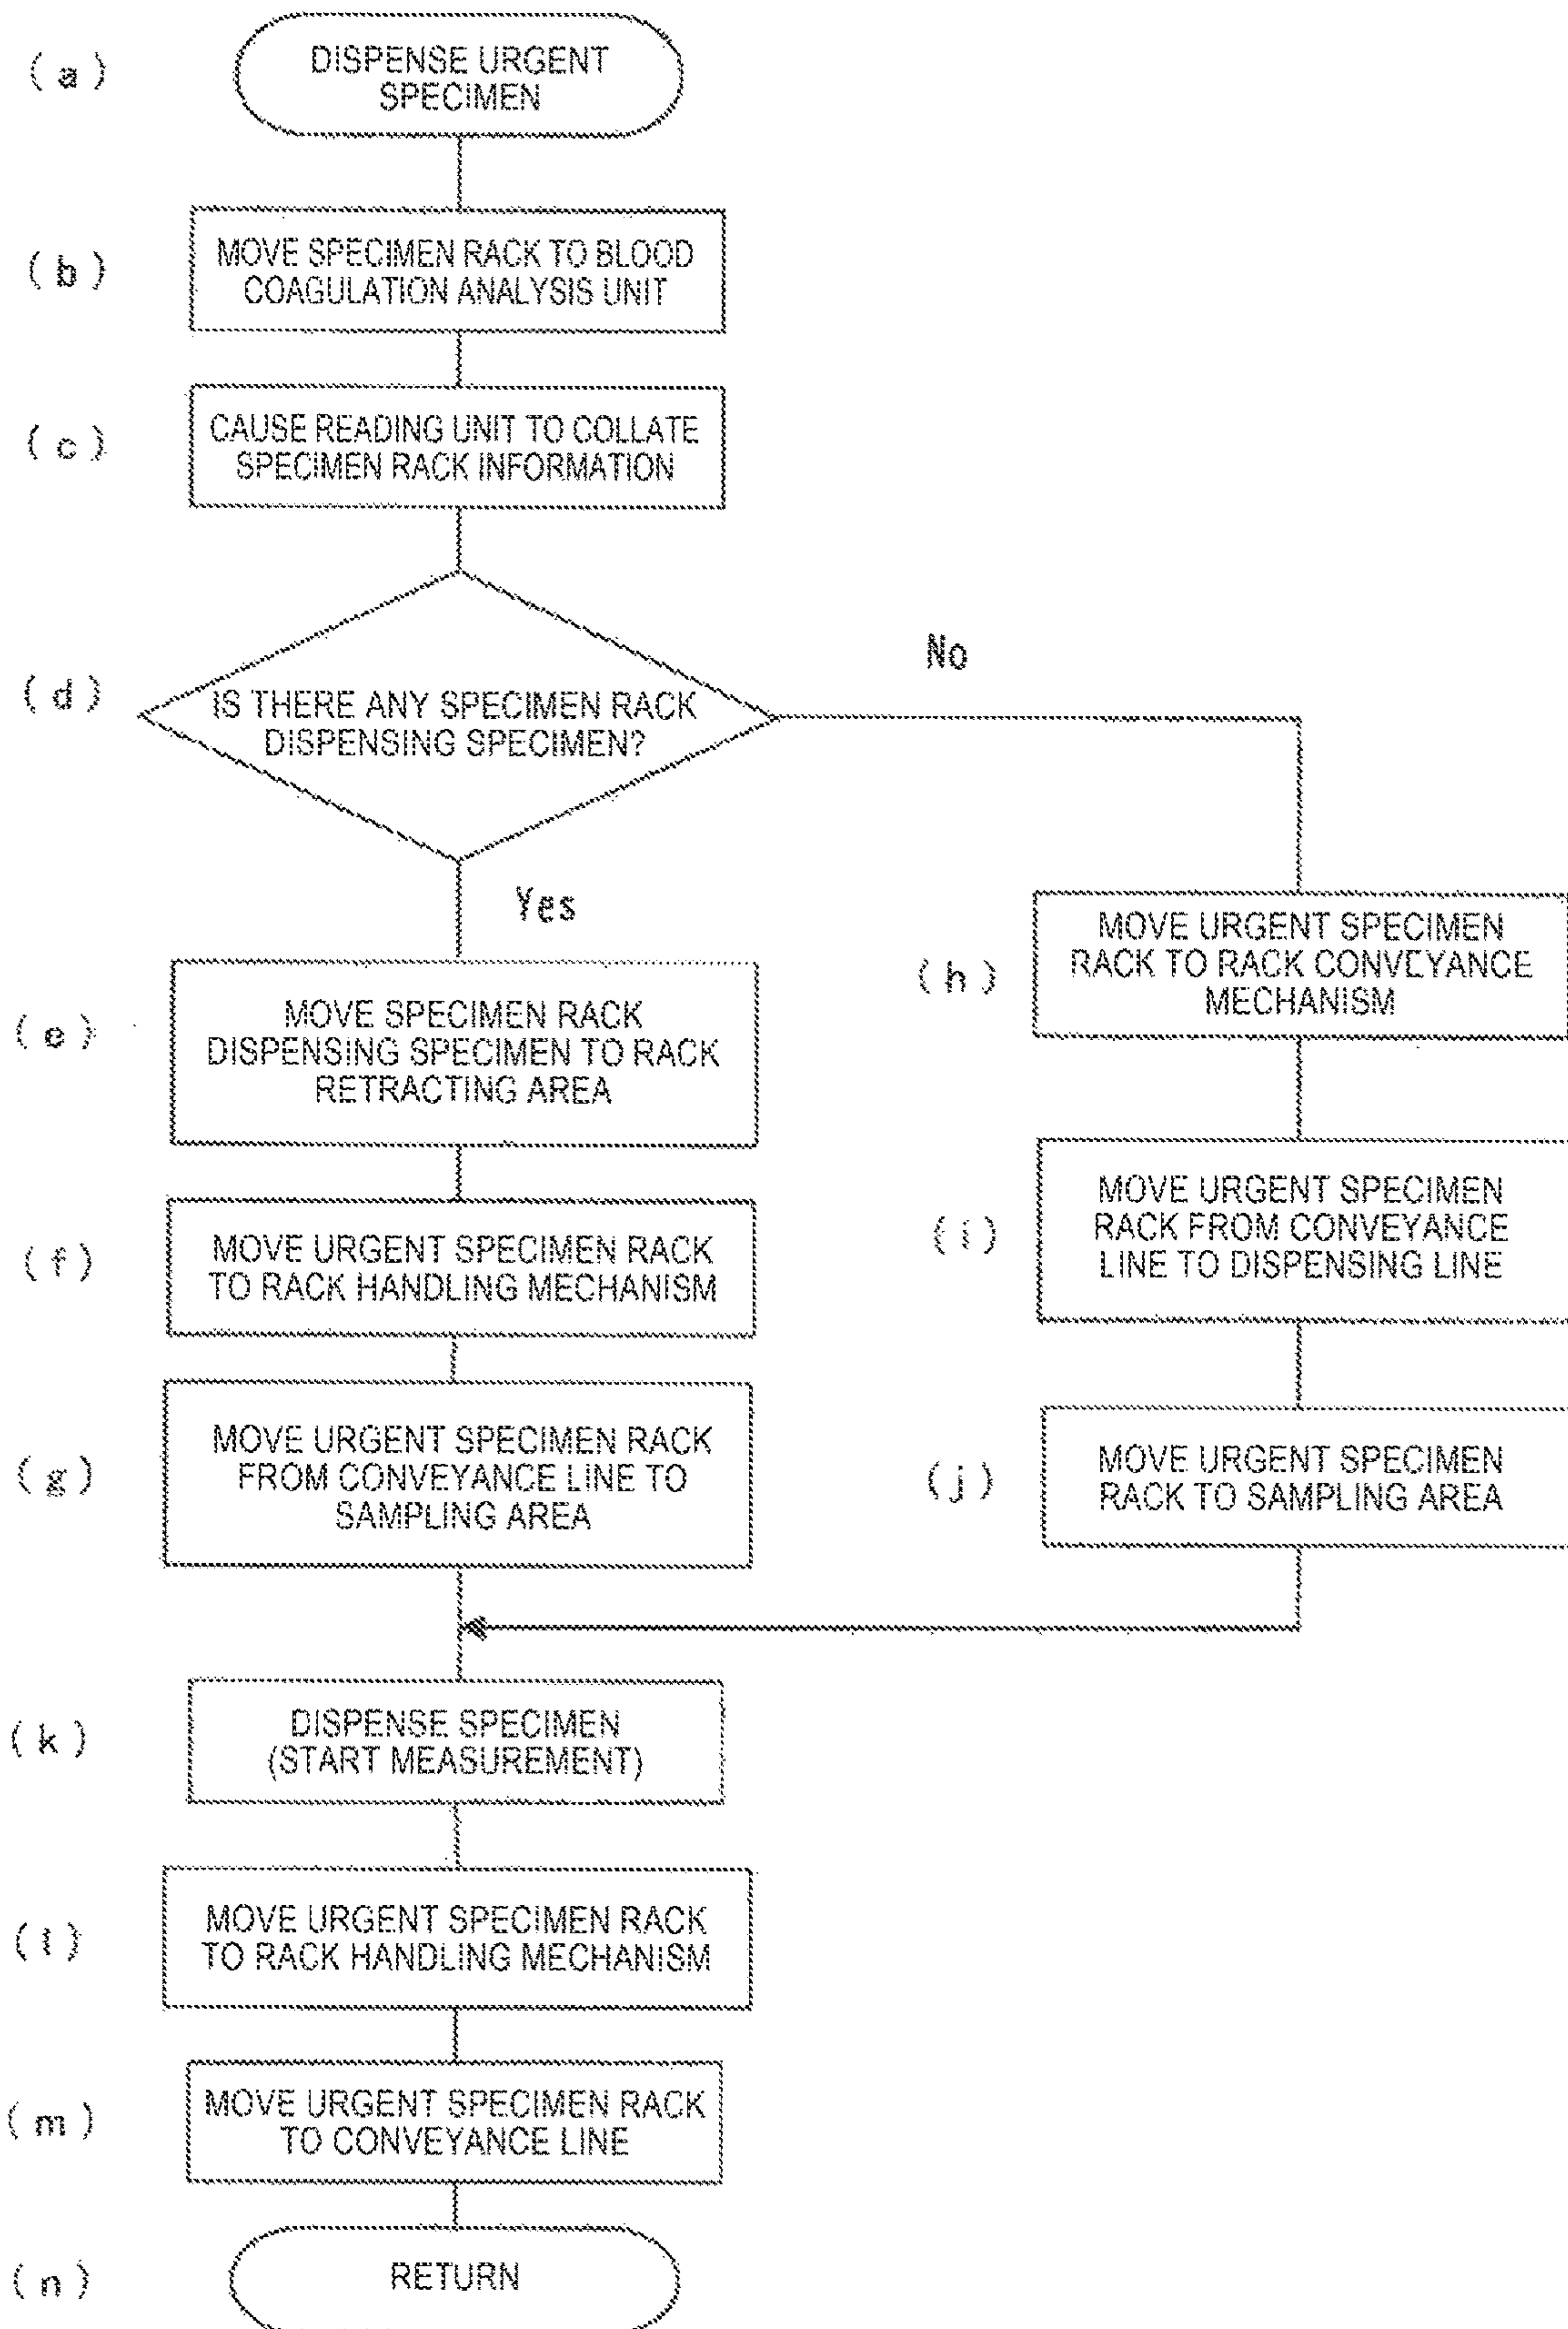 (a)
DISPENSE URGENT
SPECIMEN
(b)
MOVE SPECIMEN RACK TO BLOOD
COAGULATION ANALYSIS UNIT
(c)
CAUSE READING UNIT TO COLLATE
SPECIMEN RACK INFORMATION
(d)
IS THERE ANY SPECIMEN RACK
DISPENSING SPECIMEN?
No
Yes
(e)
MOVE SPECIMEN RACK
DISPENSING SPECIMEN TO RACK
RETRACTING AREA
(f)
MOVE URGENT SPECIMEN RACK
TO RACK HANDLING MECHANISM
(g)
MOVE URGENT SPECIMEN RACK
FROM CONVEYANCE LINE TO
SAMPLING AREA
(h)
MOVE URGENT SPECIMEN
RACK TO RACK CONVEYANCE
MECHANISM
(i)
MOVE URGENT SPECIMEN
RACK FROM CONVEYANCE
LINE TO DISPENSING LINE
(j)
MOVE URGENT SPECIMEN
RACK TO SAMPLING AREA
(k)
DISPENSE SPECIMEN
(START MEASUREMENT)
(l)
MOVE URGENT SPECIMEN RACK
TO RACK HANDLING MECHANISM
(m)
MOVE URGENT SPECIMEN RACK
TO CONVEYANCE LINE
(n)
RETURN